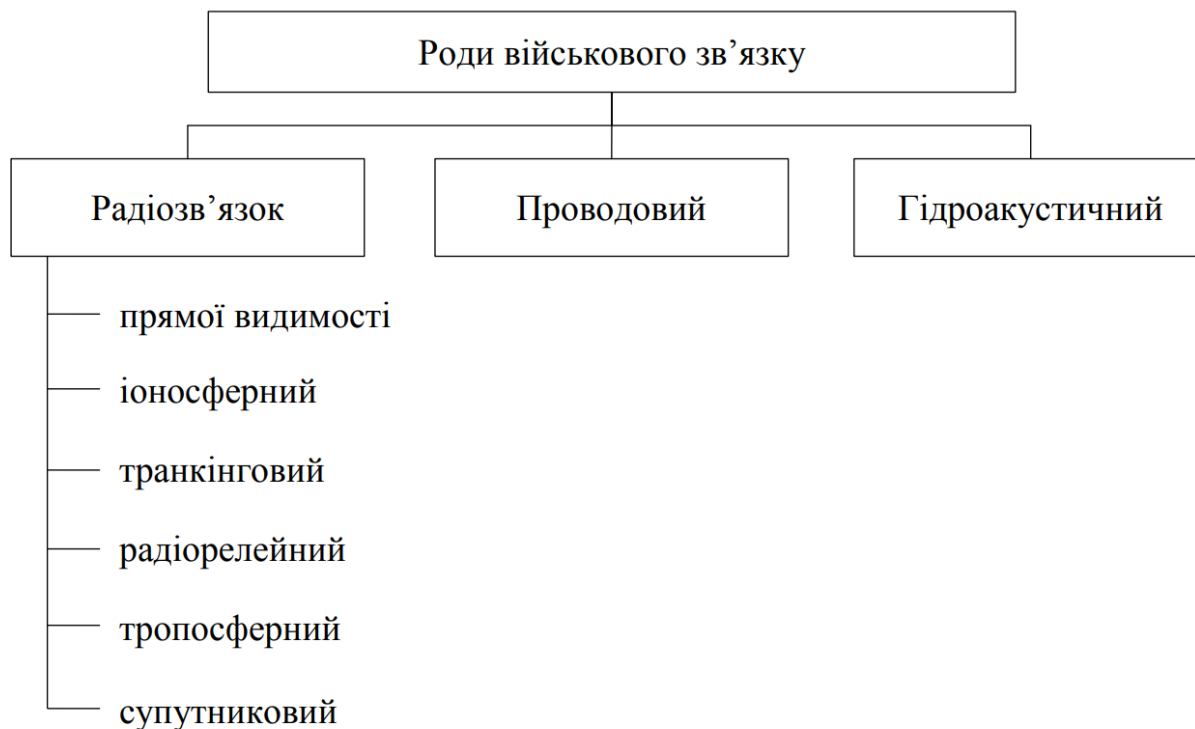 Роди військового зв’язку
Радіозв’язок
Проводовий
Гідроакустичний
прямої видимості
іоносферний
транкінговий
радіорелейний
тропосферний
супутниковий